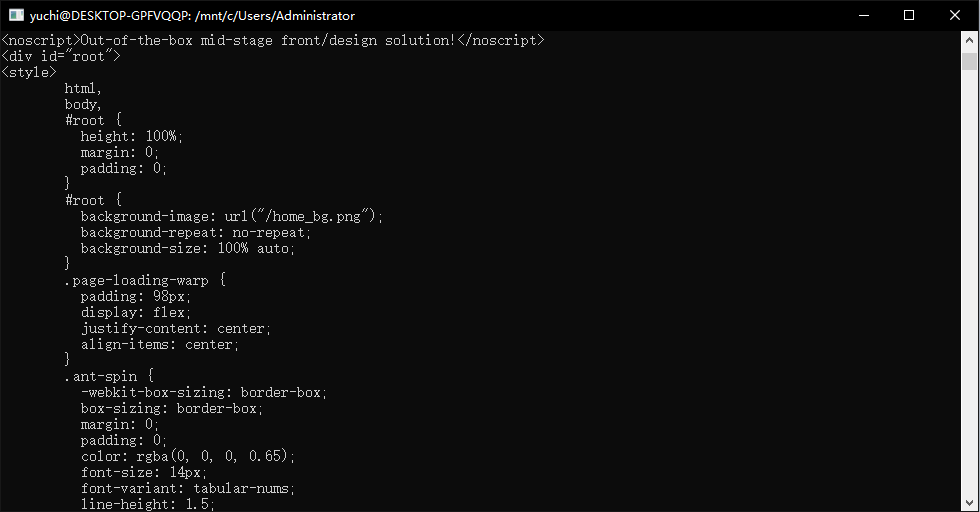 yuchi@DESKTOP-GPFVQQP: /mnt/c/Users/Administrator
<noscript>Out-of-the-box mid-stage front/design solution!</noscript>
<div id="root">
<style>
html,
body,
#root {
height: 100%;
margin: 0;
padding: 0;
}
#root {
background-image: url("/home_bg.png");
background-repeat: no-repeat;
background-size: 100% auto;
}
.page-loading-warp {
padding: 98px;
display: flex;
justify-content: center;
align-items: center;
}
.ant-spin {
-webkit-box-sizing: border-box;
box-sizing: border-box;
margin: 0;
padding: 0;
color: rgba(0, 0, 0, 0.65);
font-size: 14px;
font-variant: tabular-nums;
line-height: 1.5;